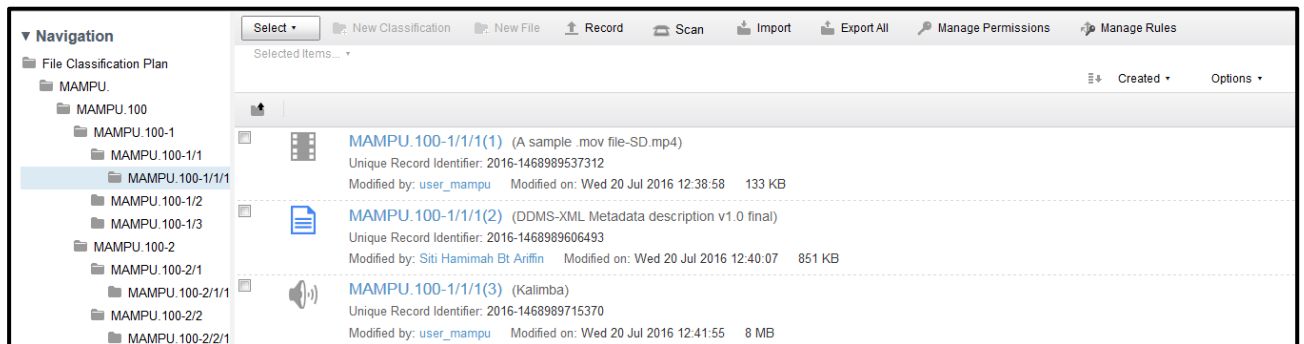 Navigation
File Classification Plan
MAMPU.
MAMPU.100
MAMPU.100-1
MAMPU.100-1/1
MAMPU.100-1/1/1
MAMPU.100-1/2
MAMPU.100-1/3
MAMPU.100-2
MAMPU.100-2/1
MAMPU.100-2/1/1
MAMPU.100-2/2
MAMPU.100-2/2/1
Select New Classification New File Record Scan Import Export All Manage Permissions Manage Rules
Selected Items...
Created Options
MAMPU.100-1/1/1(1) (A sample .mov file-SD.mp4)
Unique Record Identifier: 2016-1468989537312
Modified by: user_mampu Modified on: Wed 20 Jul 2016 12:38:58 133 KB
MAMPU.100-1/1/1(2) (DDMS-XML Metadata description v1.0 final)
Unique Record Identifier: 2016-1468989606493
Modified by: Siti Hamimah Bt Ariffin Modified on: Wed 20 Jul 2016 12:40:07 851 KB
MAMPU.100-1/1/1(3) (Kalimba)
Unique Record Identifier: 2016-1468989715370
Modified by: user_mampu Modified on: Wed 20 Jul 2016 12:41:55 8 MB